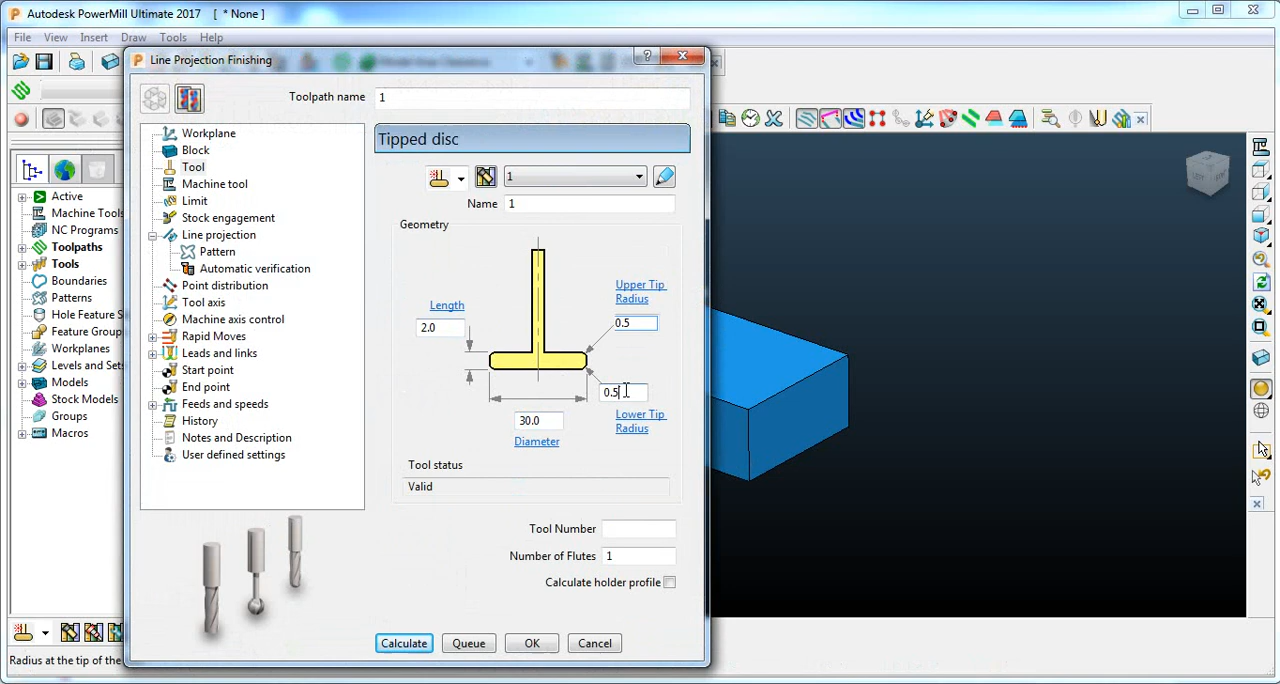 Autodesk PowerMill Ultimate 2017 [ * None ]
File View Insert Draw Tools Help
Line Projection Finishing
Toolpath name 1
Workplane
Block
Tool
Machine tool
Limit
Stock engagement
Line projection
Pattern
Automatic verification
Point distribution
Tool axis
Machine axis control
Rapid Moves
Leads and links
Start point
End point
Feeds and speeds
History
Notes and Description
User defined settings
Tipped disc
1
Name 1
Geometry
Length
2.0
Upper Tip
Radius
0.5
0.5
Lower Tip
Radius
30.0
Diameter
Tool status
Valid
Tool Number
Number of Flutes 1
Calculate holder profile
Calculate Queue OK Cancel
Active
Machine Tools
NC Programs
Toolpaths
Tools
Boundaries
Patterns
Hole Feature S
Feature Group
Workplanes
Levels and Sets
Models
Stock Models
Groups
Macros
Radius at the tip of the